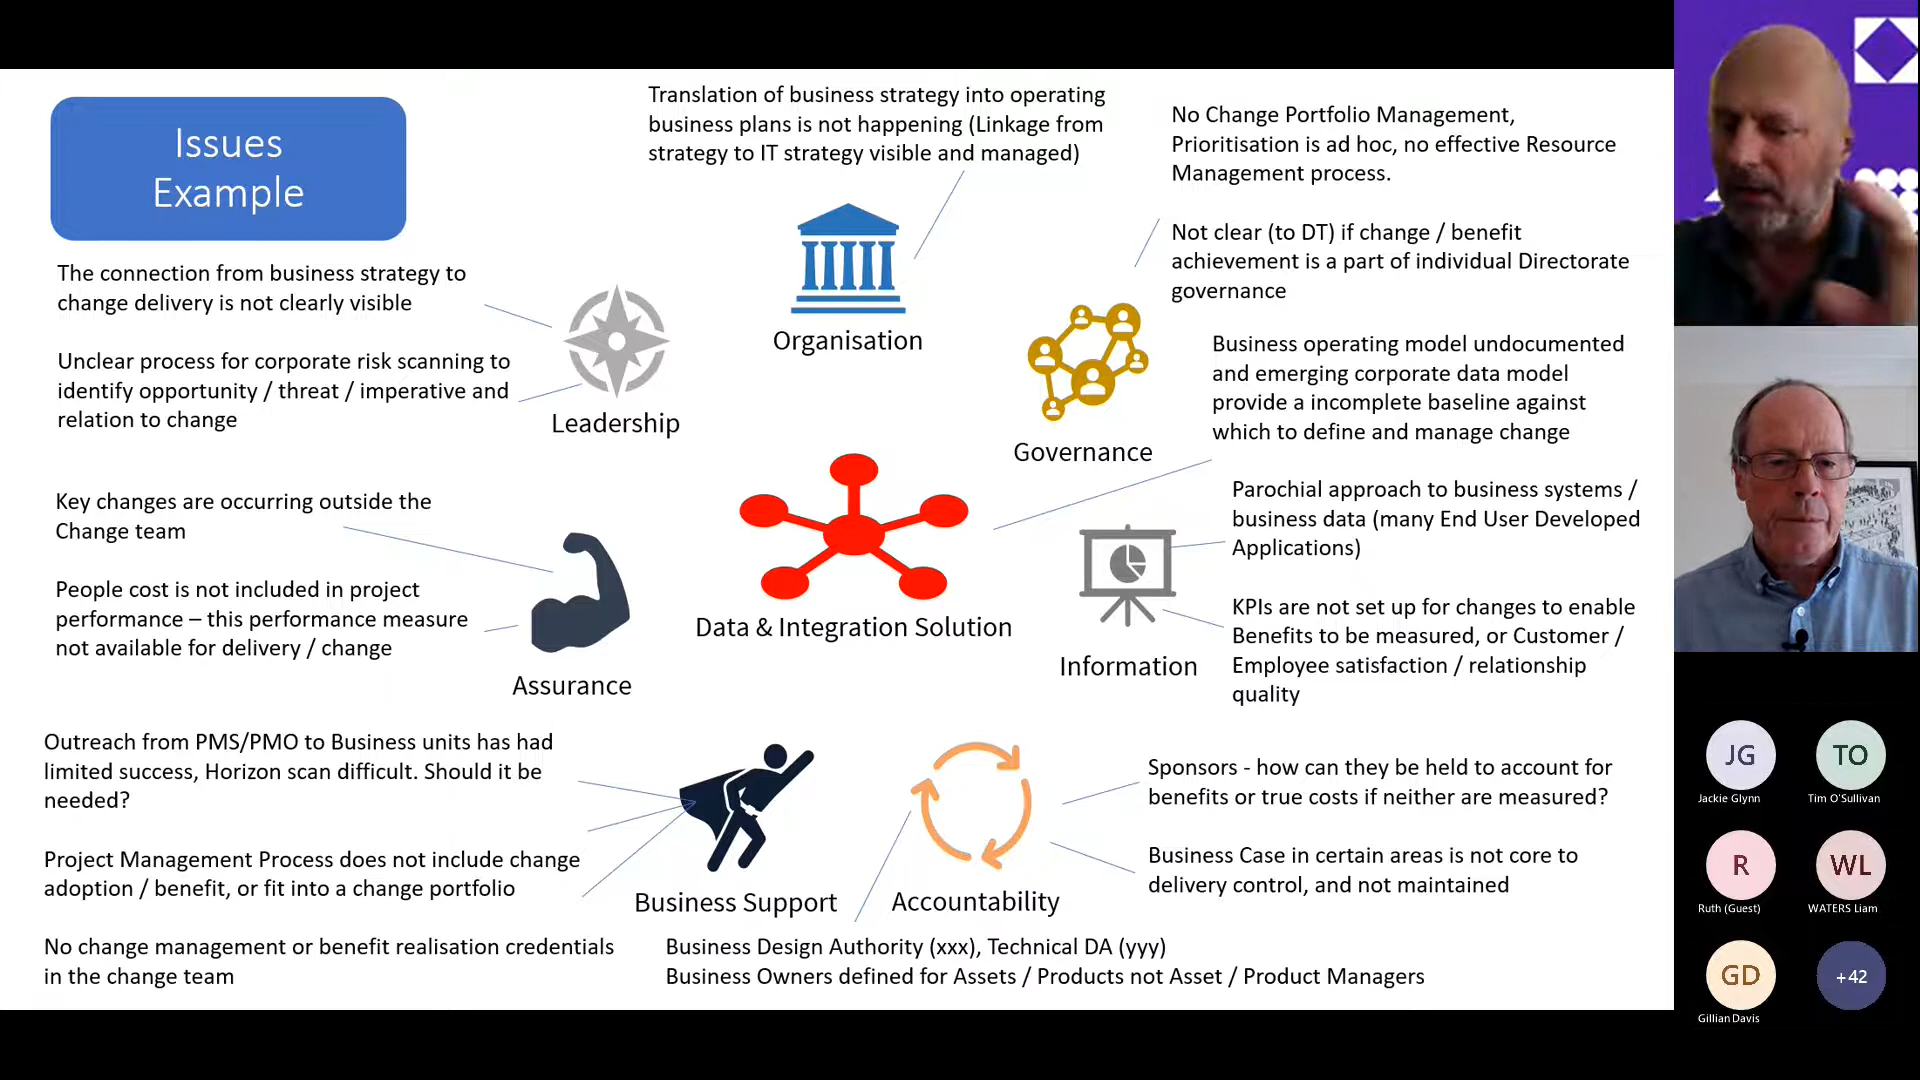 Issues
Example
Translation of business strategy into operating
business plans is not happening (Linkage from
strategy to IT strategy visible and managed)
No Change Portfolio Management,
Prioritisation is ad hoc, no effective Resource
Management process.
Not clear (to DT) if change / benefit
achievement is a part of individual Directorate
governance
The connection from business strategy to
change delivery is not clearly visible
Unclear process for corporate risk scanning to
identify opportunity / threat / imperative and
relation to change
Leadership
Organisation
Governance
Business operating model undocumented
and emerging corporate data model
provide a incomplete baseline against
which to define and manage change
Key changes are occurring outside the
Change team
People cost is not included in project
performance – this performance measure
not available for delivery / change
Assurance
Data & Integration Solution
Information
Parochial approach to business systems /
business data (many End User Developed
Applications)
KPIs are not set up for changes to enable
Benefits to be measured, or Customer /
Employee satisfaction / relationship
quality
Outreach from PMS/PMO to Business units has had
limited success, Horizon scan difficult. Should it be
needed?
Project Management Process does not include change
adoption / benefit, or fit into a change portfolio
No change management or benefit realisation credentials
in the change team
Business Support
Accountability
Sponsors - how can they be held to account for
benefits or true costs if neither are measured?
Business Case in certain areas is not core to
delivery control, and not maintained
Business Design Authority (xxx), Technical DA (yyy)
Business Owners defined for Assets / Products not Asset / Product Managers
JG
Jackie Glynn
TO
Tim O'Sullivan
R
Ruth (Guest)
WL
WATERS Liam
GD
Gillian Davis
+42